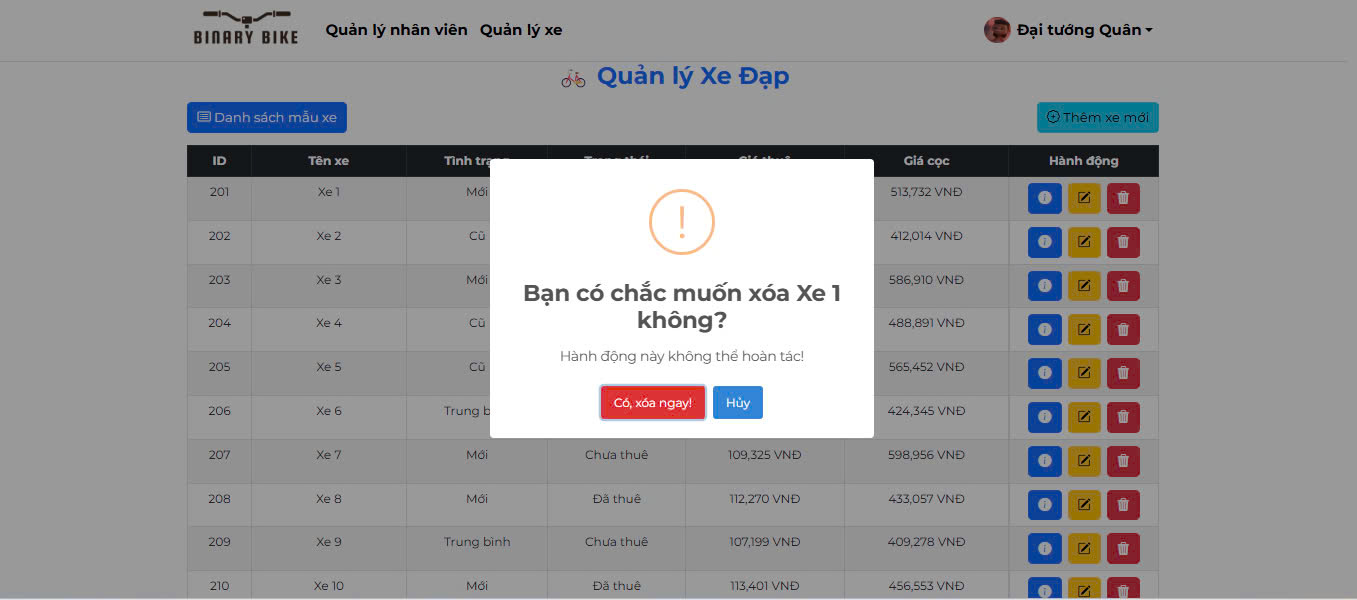 BINARY BIKE
Quản lý nhân viên Quản lý xe
Đại tướng Quân
Quản lý Xe Đạp
Danh sách mẫu xe
Thêm xe mới
ID Tên xe Tình trạng Trạng thái Giá thuê Giá cọc Hành động
201 Xe 1 Mới 513,732 VNĐ
202 Xe 2 Cũ 412,014 VNĐ
203 Xe 3 Mới 586,910 VNĐ
204 Xe 4 Cũ 488,891 VNĐ
205 Xe 5 Cũ 565,452 VNĐ
206 Xe 6 Trung b 424,345 VNĐ
207 Xe 7 Mới Chưa thuê 109,325 VNĐ 598,956 VNĐ
208 Xe 8 Mới Đã thuê 112,270 VNĐ 433,057 VNĐ
209 Xe 9 Trung bình Chưa thuê 107,199 VNĐ 409,278 VNĐ
210 Xe 10 Mới Đã thuê 113,401 VNĐ 456,553 VNĐ
!
Bạn có chắc muốn xóa Xe 1
không?
Hành động này không thể hoàn tác!
Có, xóa ngay!
Hủy